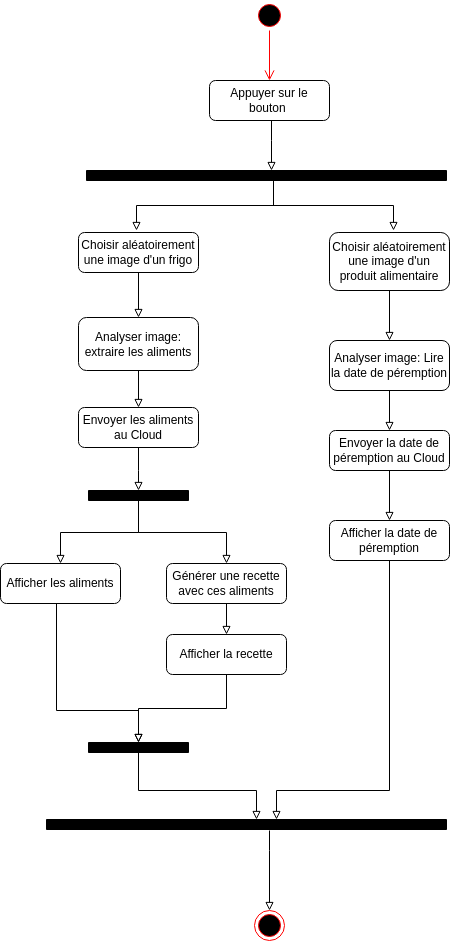 Appuyer sur le
bouton
Choisir aléatoirement
une image d'un frigo
Choisir aléatoirement
une image d'un
produit alimentaire
Analyser image:
extraire les aliments
Analyser image: Lire
la date de péremption
Envoyer les aliments
au Cloud
Envoyer la date de
péremption au Cloud
Afficher les aliments
Générer une recette
avec ces aliments
Afficher la date de
péremption
Afficher la recette